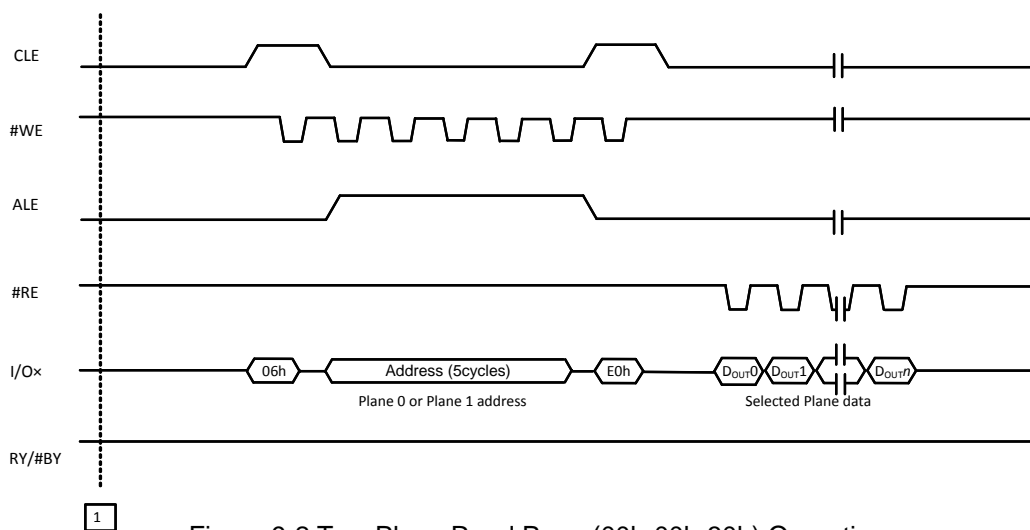 CLE
#WE
ALE
#RE
I/O×
06h
Address (5cycles)
E0h
DOUT0
DOUT1
DOUTn
Plane 0 or Plane 1 address
Selected Plane data
RY/#BY
1